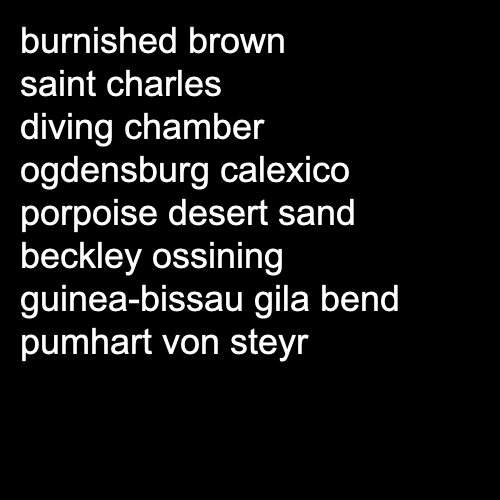 burnished brown
saint charles
diving chamber
ogdensburg calexico
porpoise desert sand
beckley ossining
guinea-bissau gila bend
pumhart von steyr